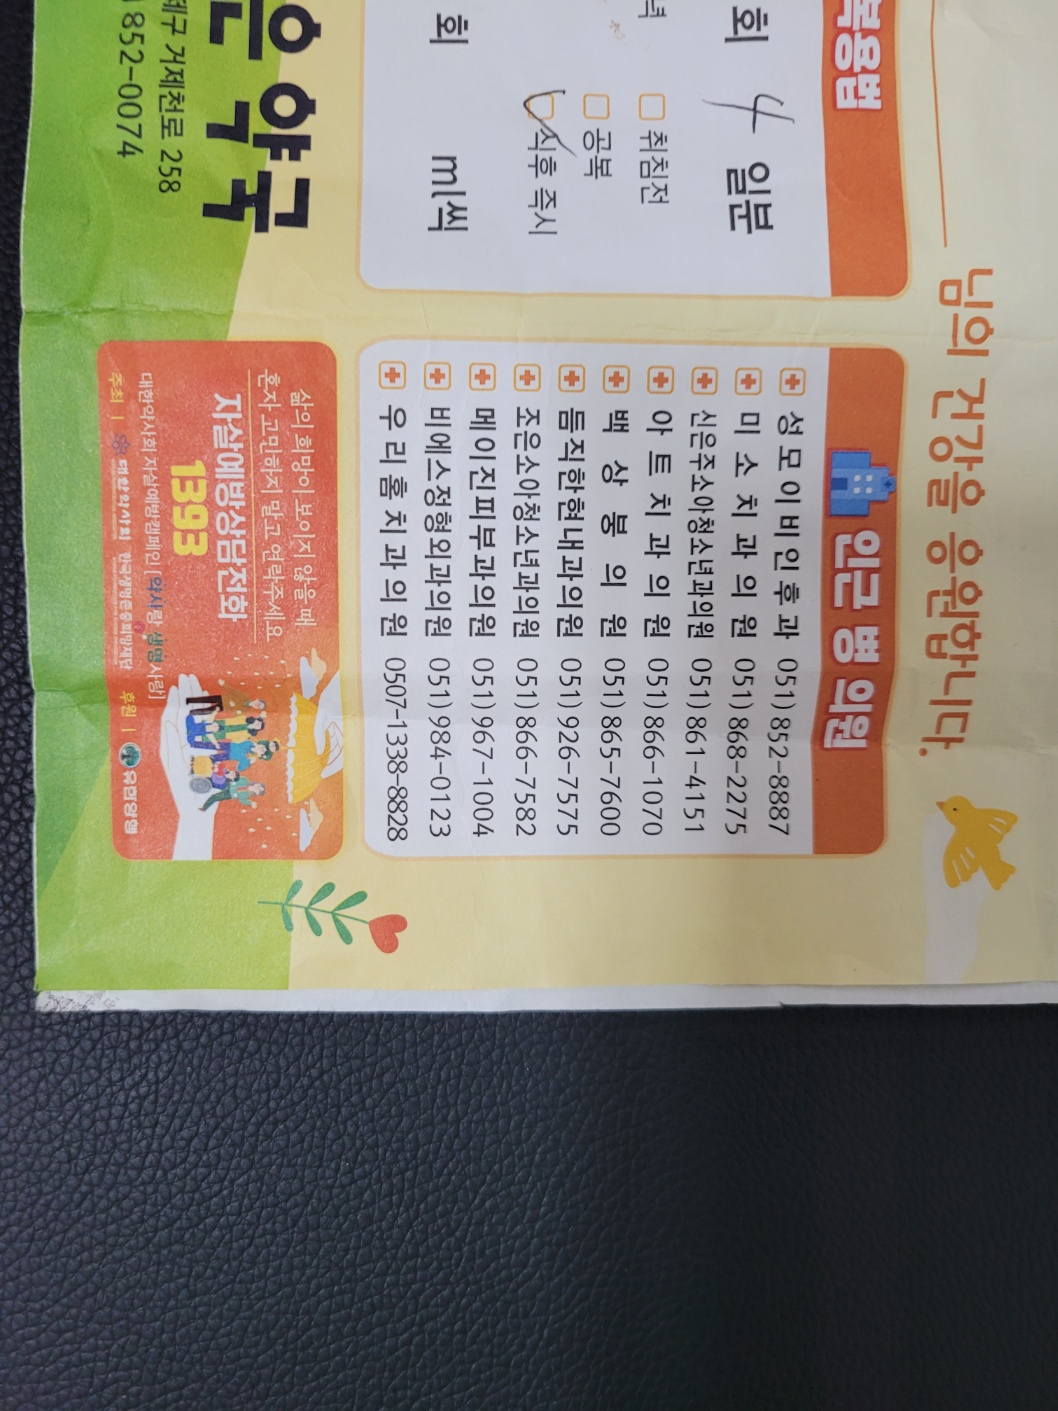 님의 건강을 응원합니다.
복용법
회 4 일분
취침전
공복
식후 즉시
회 ml씩
인근 병 의원
성모이비인후과 051) 852-8887
미소치과의원 051) 868-2275
신은주소아청소년과의원 051) 861-4151
아트치과의원 051) 866-1070
백상봉의원 051) 865-7600
듬직한현내과의원 051) 926-7575
조은소아청소년과의원 051) 866-7582
메이진피부과의원 051) 967-1004
비에스정형외과의원 051) 984-0123
우리홈치과의원 0507-1338-8828
은약국
제구 거제천로 258
852-0074
삶의 희망이 보이지 않을 때
혼자 고민하지 말고 연락주세요
자살예방상담전화
1393
대한약사회 자살예방캠페인 [약사랑 생명사랑]
주최 | 대한약사회 한국생명존중희망재단 후원 | 유한양행